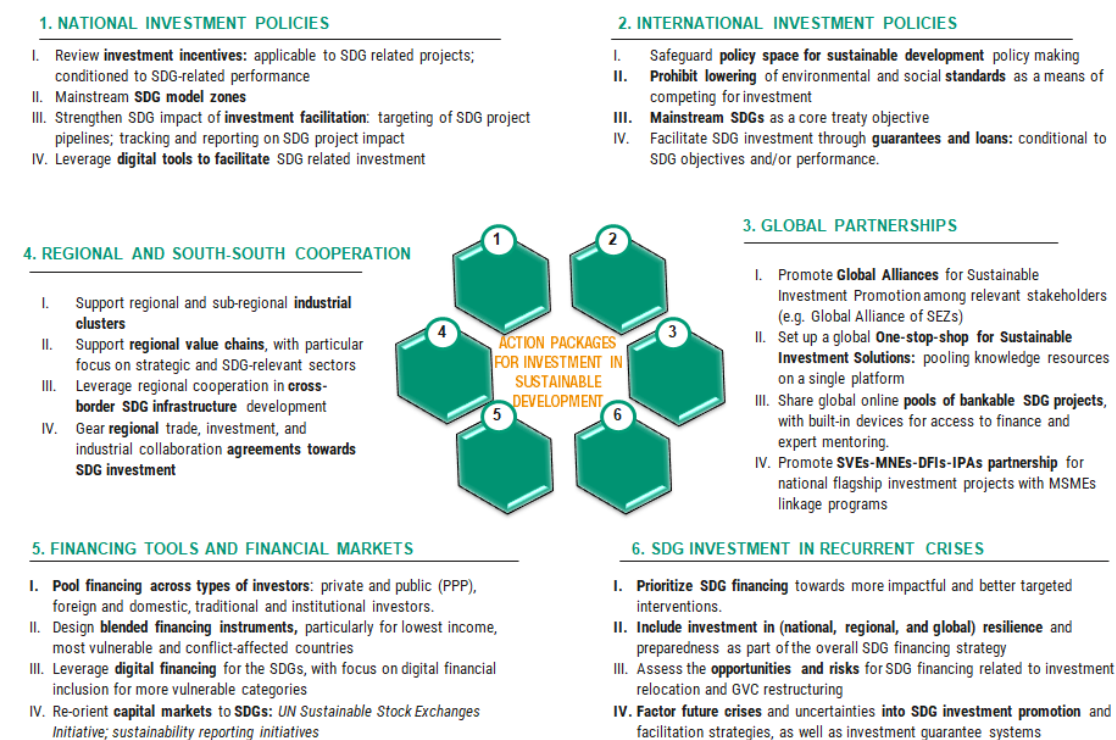 1. NATIONAL INVESTMENT POLICIES
I. Review investment incentives: applicable to SDG related projects;
conditioned to SDG-related performance
II. Mainstream SDG model zones
III. Strengthen SDG impact of investment facilitation: targeting of SDG project
pipelines; tracking and reporting on SDG project impact
IV. Leverage digital tools to facilitate SDG related investment
2. INTERNATIONAL INVESTMENT POLICIES
I. Safeguard policy space for sustainable development policy making
II. Prohibit lowering of environmental and social standards as a means of
competing for investment
III. Mainstream SDGs as a core treaty objective
IV. Facilitate SDG investment through guarantees and loans: conditional to
SDG objectives and/or performance.
3. GLOBAL PARTNERSHIPS
I. Promote Global Alliances for Sustainable
Investment Promotion among relevant stakeholders
(e.g. Global Alliance of SEZs)
II. Set up a global One-stop-shop for Sustainable
Investment Solutions: pooling knowledge resources
on a single platform
III. Share global online pools of bankable SDG projects,
with built-in devices for access to finance and
expert mentoring.
IV. Promote SVEs-MNEs-DFIs-IPAs partnership for
national flagship investment projects with MSMEs
linkage programs
4. REGIONAL AND SOUTH-SOUTH COOPERATION
I. Support regional and sub-regional industrial
clusters
II. Support regional value chains, with particular
focus on strategic and SDG-relevant sectors
III. Leverage regional cooperation in cross-
border SDG infrastructure development
IV. Gear regional trade, investment, and
industrial collaboration agreements towards
SDG investment
1
2
4
3
ACTION PACKAGES
FOR INVESTMENT IN
SUSTAINABLE
DEVELOPMENT
5
6
5. FINANCING TOOLS AND FINANCIAL MARKETS
I. Pool financing across types of investors: private and public (PPP),
foreign and domestic, traditional and institutional investors.
II. Design blended financing instruments, particularly for lowest income,
most vulnerable and conflict-affected countries
III. Leverage digital financing for the SDGs, with focus on digital financial
inclusion for more vulnerable categories
IV. Re-orient capital markets to SDGs: UN Sustainable Stock Exchanges
Initiative; sustainability reporting initiatives
6. SDG INVESTMENT IN RECURRENT CRISES
I. Prioritize SDG financing towards more impactful and better targeted
interventions.
II. Include investment in (national, regional, and global) resilience and
preparedness as part of the overall SDG financing strategy
III. Assess the opportunities and risks for SDG financing related to investment
relocation and GVC restructuring
IV. Factor future crises and uncertainties into SDG investment promotion and
facilitation strategies, as well as investment guarantee systems